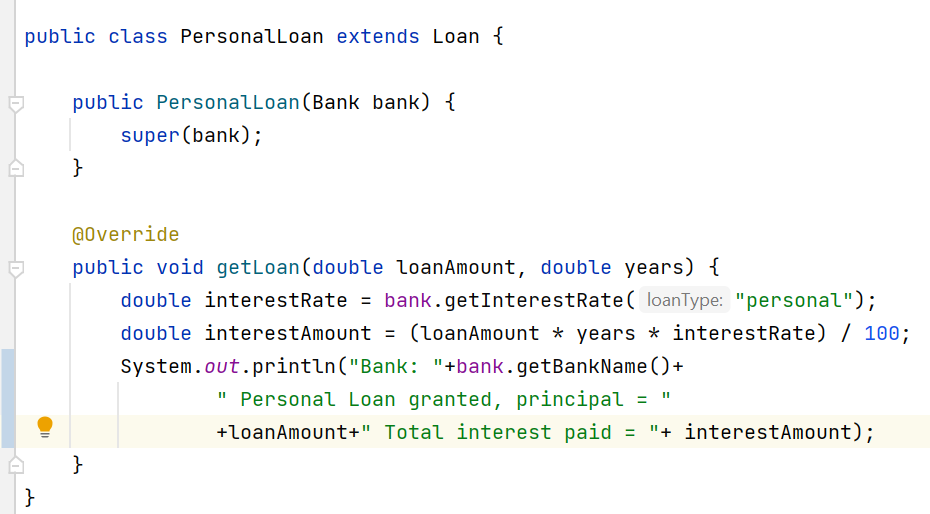 public class PersonalLoan extends Loan {
public PersonalLoan(Bank bank) {
super(bank);
}
@Override
public void getLoan(double loanAmount, double years) {
double interestRate = bank.getInterestRate( loanType: "personal");
double interestAmount = (loanAmount * years * interestRate) / 100;
System.out.println("Bank: "+bank.getBankName()+
" Personal Loan granted, principal = "
+loanAmount+" Total interest paid = "+ interestAmount);
}
}